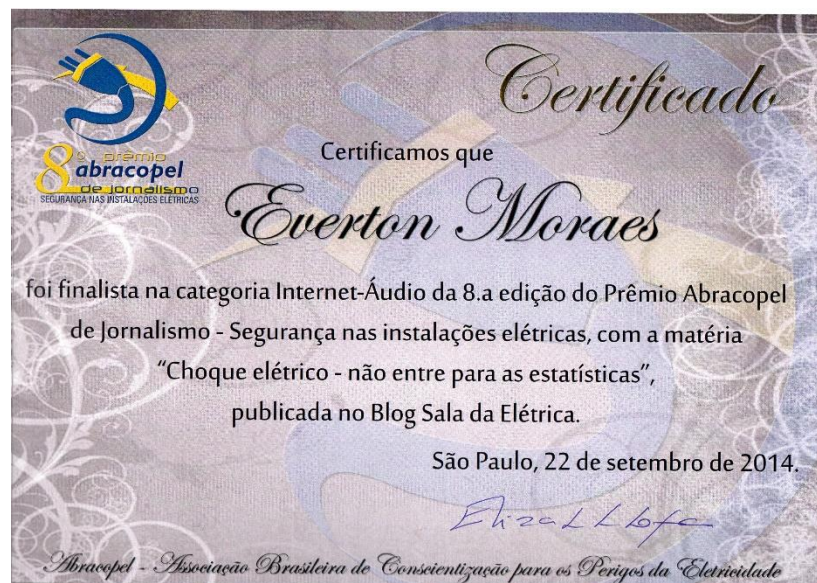 Certificado
8º prêmio
abracopel
de jornalismo
SEGURANÇA NAS INSTALAÇÕES ELÉTRICAS
Certificamos que
Everton Moraes
foi finalista na categoria Internet-Áudio da 8.a edição do Prêmio Abracopel
de Jornalismo - Segurança nas instalações elétricas, com a matéria
“Choque elétrico - não entre para as estatísticas”,
publicada no Blog Sala da Elétrica.
São Paulo, 22 de setembro de 2014.
Abracopel - Associação Brasileira de Conscientização para os Perigos da Eletricidade